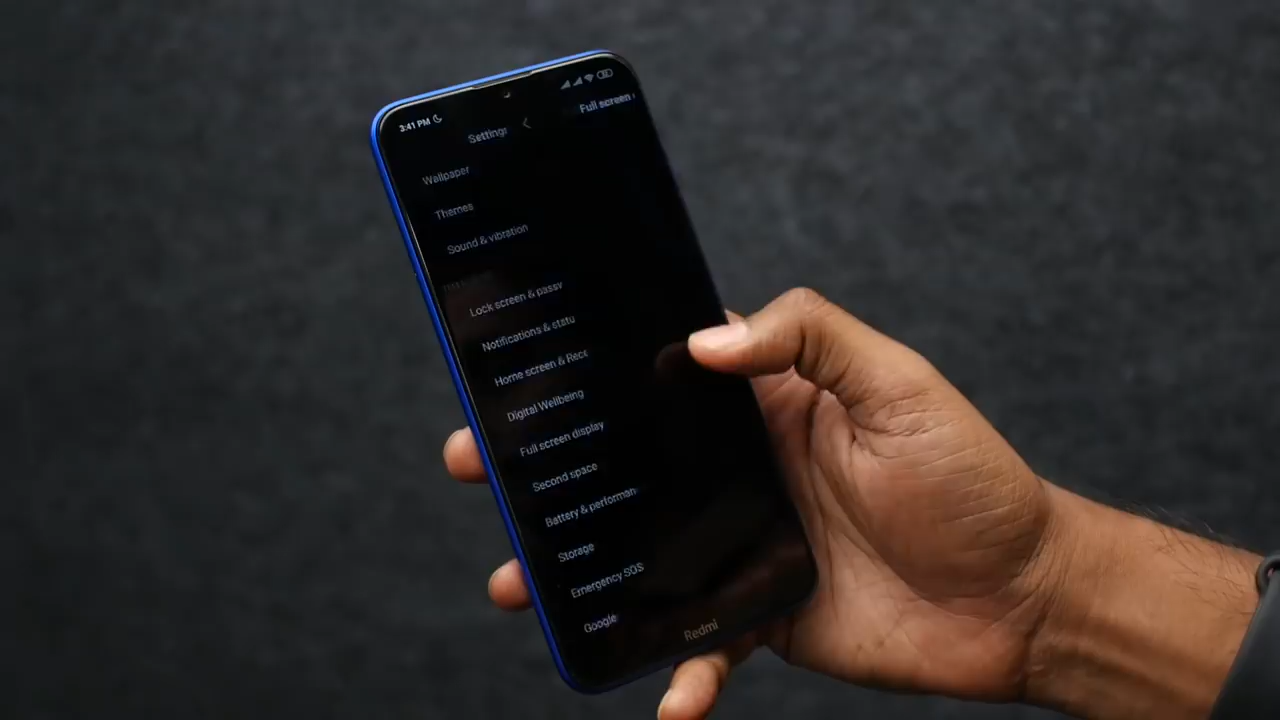 3:41 PM
Full screen
Settings
Wallpaper
Themes
Sound & vibration
Lock screen & passw
Notifications & statu
Home screen & Rece
Digital Wellbeing
Full screen display
Second space
Battery & performan
Storage
Emergency SOS
Google
Redmi